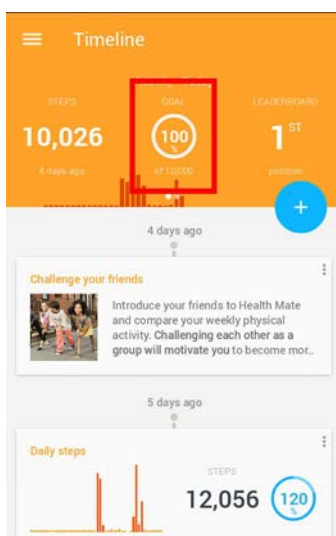 Timeline
STEPS
GOAL
LEADERBOARD
10,026
100
%
1ST
4 days ago
of 10,000
position
+
4 days ago
Challenge your friends
Introduce your friends to Health Mate
and compare your weekly physical
activity. Challenging each other as a
group will motivate you to become mor...
5 days ago
Daily steps
STEPS
12,056
120